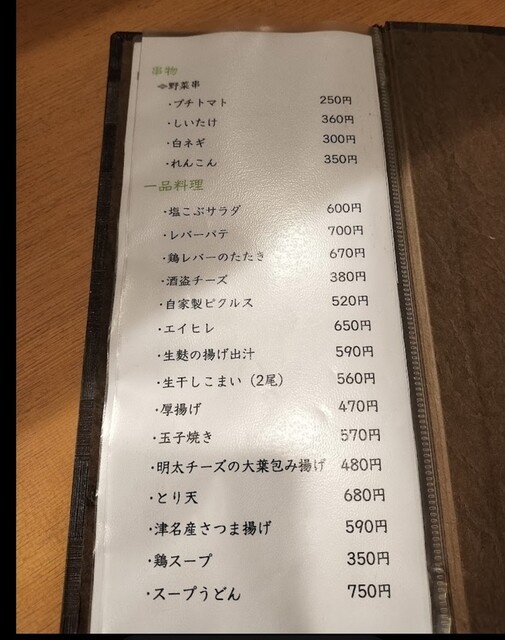 串物
◇野菜串
・プチトマト 250円
・しいたけ 360円
・白ネギ 300円
・れんこん 350円
一品料理
・塩こぶサラダ 600円
・レバーパテ 700円
・鶏レバーのたたき 670円
・酒盗チーズ 380円
・自家製ピクルス 520円
・エイヒレ 650円
・生麩の揚げ出汁 590円
・生干しこまい（2尾） 560円
・厚揚げ 470円
・玉子焼き 570円
・明太チーズの大葉包み揚げ 480円
・とり天 680円
・津名産さつま揚げ 590円
・鶏スープ 350円
・スープうどん 750円